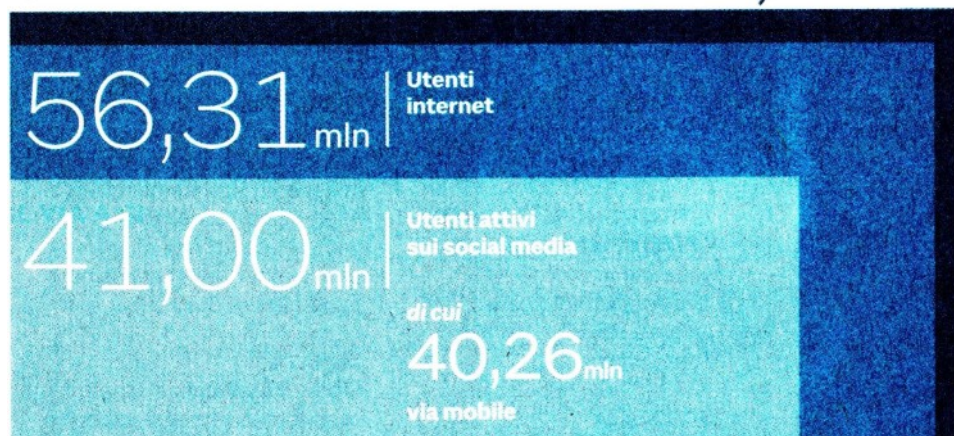 56,31 mln
Utenti
internet
41,00 mln
Utenti attivi
sui social media
di cui
40,26 mln
via mobile